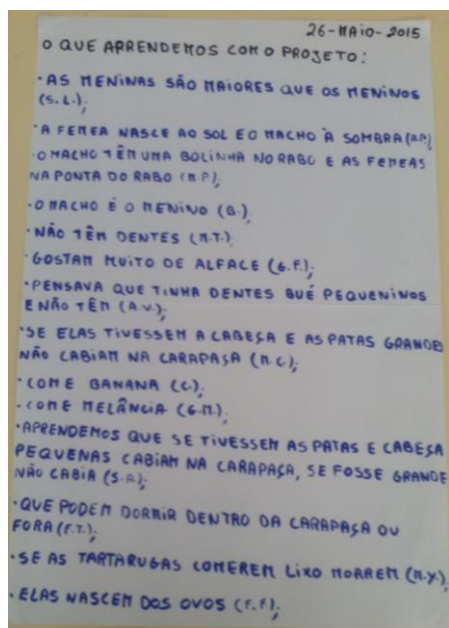 26-MAIO-2015
O QUE APRENDEMOS COM O PROJETO:
·AS MENINAS SÃO MAIORES QUE OS MENINOS
(S.L.);
·A FEMEA NASCE AO SOL E O MACHO À SOMBRA
·O MACHO TÊM UMA BOLINHA NO RABO E AS FEMEAS
NA PONTA DO RABO (M.P);
·O MACHO É O MENINO (B.);
·NÃO TÊM DENTES (M.T.);
·GOSTAM MUITO DE ALFACE (G.F.);
·PENSAVA QUE TINHA DENTES BUÉ PEQUENINOS
E NÃO TÊM (A.V.);
·SE ELAS TIVESSEM A CABEÇA E AS PATAS GRANDES
NÃO CABIAM NA CARAPAÇA (M.C.);
·COME BANANA (C.);
·COME MELÂNCIA (G.M.);
·APRENDEMOS QUE SE TIVESSEM AS PATAS E CABEÇA
PEQUENAS CABIAM NA CARAPAÇA, SE FOSSE GRANDE
NÃO CABIA (S.A.);
·QUE PODEM DORMIR DENTRO DA CARAPAÇA OU
FORA (F.T.);
·SE AS TARTARUGAS COMEREM LIXO MORREM (M.Y.);
·ELAS NASCEM DOS OVOS (F.F);